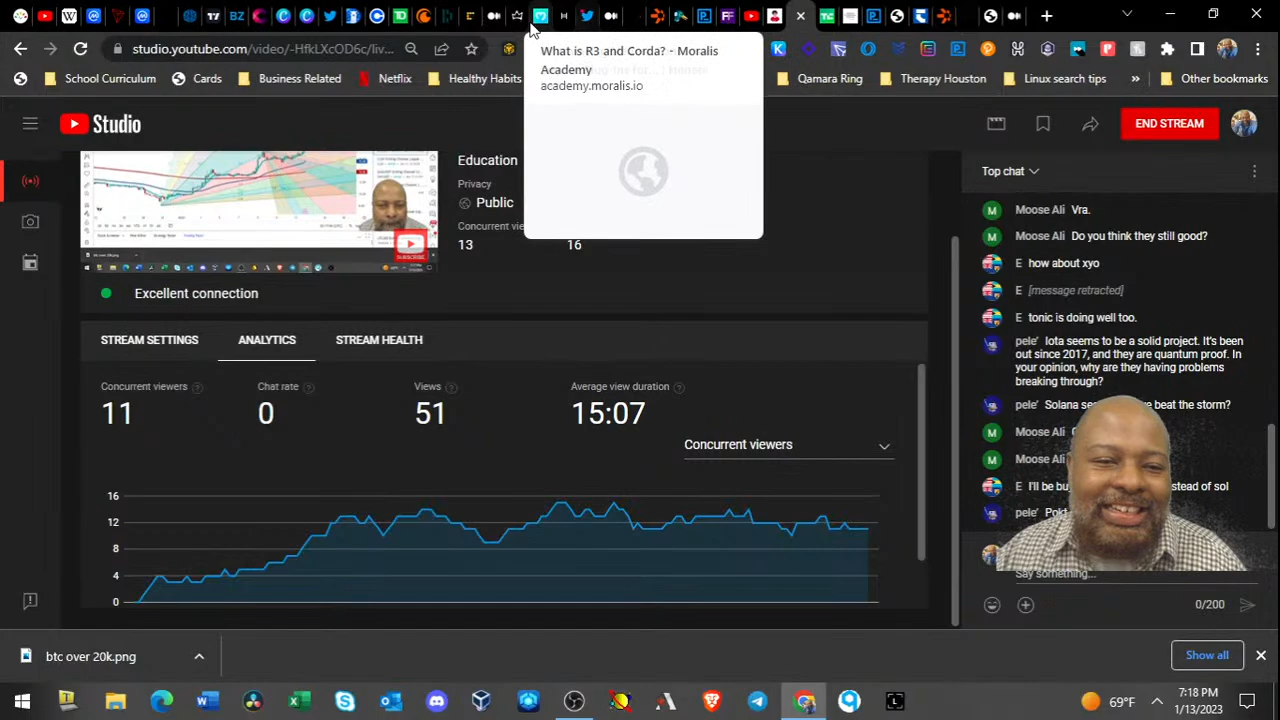 What is R3 and Corda? - Moralis
Academy
academy.moralis.io
studio.youtube.com/video/-HfkLXcOD6c/liv...
School Curriculum
Cards
Business Related
Netflix
Healthy Habits
Qamara Ring
Therapy Houston
Linux search tips
»
Other bookmarks
Studio
END STREAM
Education
Privacy
Public
Concurrent vie
13
16
SUBSCRIBE
Excellent connection
STREAM SETTINGS
ANALYTICS
STREAM HEALTH
Concurrent viewers
11
Chat rate
0
Views
51
Average view duration
15:07
Concurrent viewers
16
12
8
4
0
Top chat
Moose Ali Vra.
Moose Ali Do you think they still good?
E how about xyo
E [message retracted]
E tonic is doing well too.
pele' Iota seems to be a solid project. It's been
out since 2017, and they are quantum proof. In
your opinion, why are they having problems
breaking through?
pele' Solana see
ve beat the storm?
Moose Ali
Moose Ali
E I'll be bu
stead of sol
pele' Pok
Say something...
0/200
btc over 20k.png
Show all
69°F
7:18 PM
1/13/2023